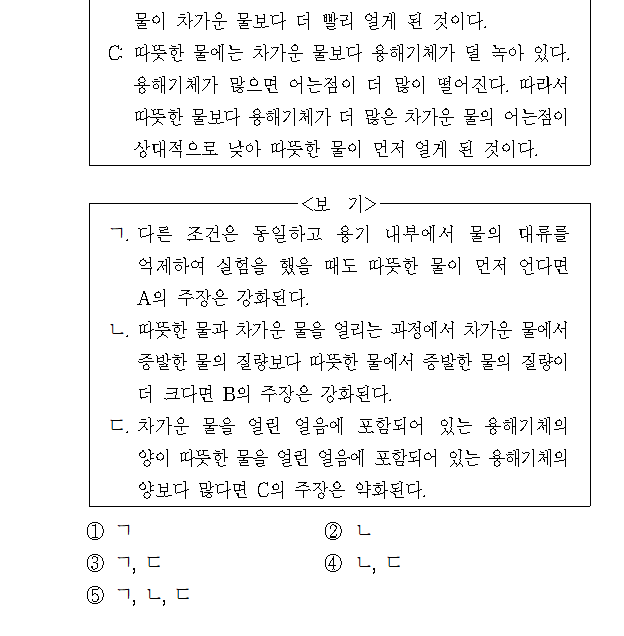 물이 차가운 물보다 더 빨리 얼게 된 것이다.
C: 따뜻한 물에는 차가운 물보다 용해기체가 덜 녹아 있다.
용해기체가 많으면 어는점이 더 많이 떨어진다. 따라서
따뜻한 물보다 용해기체가 더 많은 차가운 물의 어는점이
상대적으로 낮아 따뜻한 물이 먼저 얼게 된 것이다.
<보 기>
ㄱ. 다른 조건은 동일하고 용기 내부에서 물의 대류를
억제하여 실험을 했을 때도 따뜻한 물이 먼저 언다면
A의 주장은 강화된다.
ㄴ. 따뜻한 물과 차가운 물을 얼리는 과정에서 차가운 물에서
증발한 물의 질량보다 따뜻한 물에서 증발한 물의 질량이
더 크다면 B의 주장은 강화된다.
ㄷ. 차가운 물을 얼린 얼음에 포함되어 있는 용해기체의
양이 따뜻한 물을 얼린 얼음에 포함되어 있는 용해기체의
양보다 많다면 C의 주장은 약화된다.
① ㄱ ② ㄴ
③ ㄱ, ㄷ ④ ㄴ, ㄷ
⑤ ㄱ, ㄴ, ㄷ